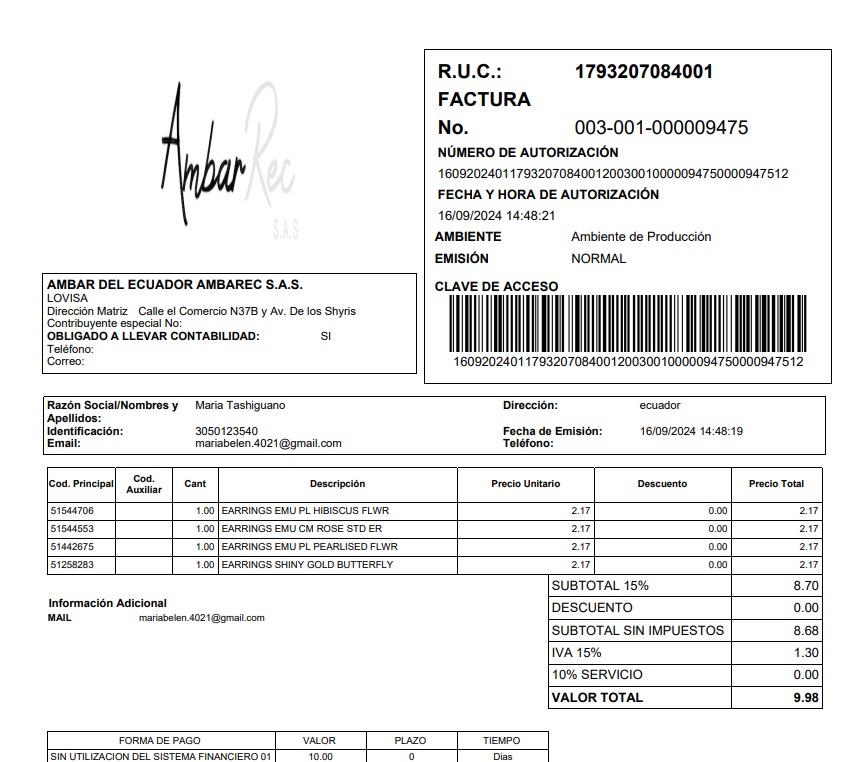 Ambar Rec
S.A.S
R.U.C.: 1793207084001
FACTURA
No. 003-001-000009475
NÚMERO DE AUTORIZACIÓN
1609202401179320708400120030010000094750000947512
FECHA Y HORA DE AUTORIZACIÓN
16/09/2024 14:48:21
AMBIENTE Ambiente de Producción
EMISIÓN NORMAL
CLAVE DE ACCESO
1609202401179320708400120030010000094750000947512
AMBAR DEL ECUADOR AMBAREC S.A.S.
LOVISA
Dirección Matriz Calle el Comercio N37B y Av. De los Shyris
Contribuyente especial No:
OBLIGADO A LLEVAR CONTABILIDAD: SI
Teléfono:
Correo:
Razón Social/Nombres y Maria Tashiguano Dirección: ecuador
Apellidos:
Identificación: 3050123540 Fecha de Emisión: 16/09/2024 14:48:19
Email: mariabelen.4021@gmail.com Teléfono:
Cod. Principal Cod. Auxiliar Cant Descripción Precio Unitario Descuento Precio Total
51544706 1.00 EARRINGS EMU PL HIBISCUS FLWR 2.17 0.00 2.17
51544553 1.00 EARRINGS EMU CM ROSE STD ER 2.17 0.00 2.17
51442675 1.00 EARRINGS EMU PL PEARLISED FLWR 2.17 0.00 2.17
51258283 1.00 EARRINGS SHINY GOLD BUTTERFLY 2.17 0.00 2.17
SUBTOTAL 15% 8.70
DESCUENTO 0.00
SUBTOTAL SIN IMPUESTOS 8.68
IVA 15% 1.30
10% SERVICIO 0.00
VALOR TOTAL 9.98
Información Adicional
MAIL mariabelen.4021@gmail.com
FORMA DE PAGO VALOR PLAZO TIEMPO
SIN UTILIZACION DEL SISTEMA FINANCIERO 01 10.00 0 Dias